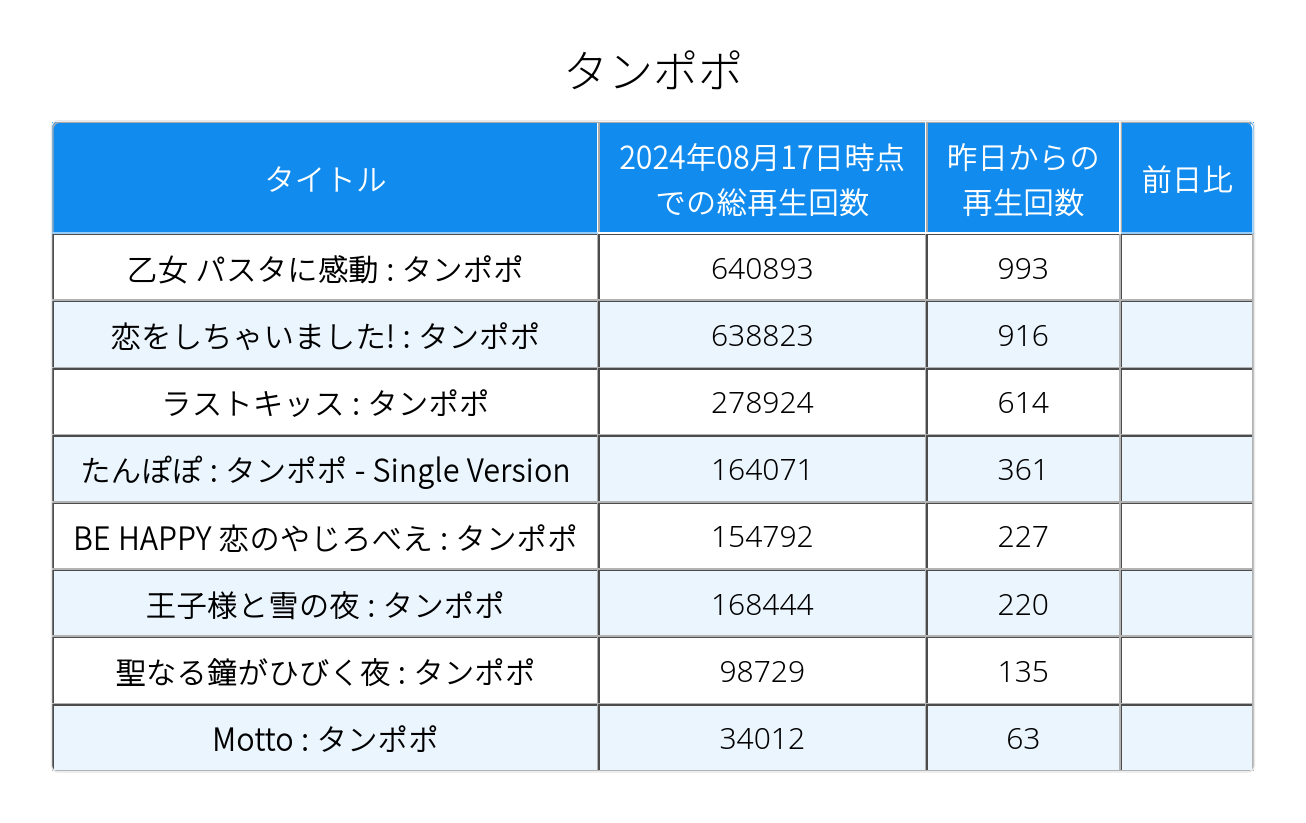 タンポポ
タイトル
2024年08月17日時点
での総再生回数
昨日からの
再生回数
前日比
乙女 パスタに感動 : タンポポ 640893 993
恋をしちゃいました! : タンポポ 638823 916
ラストキッス : タンポポ 278924 614
たんぽぽ : タンポポ - Single Version 164071 361
BE HAPPY 恋のやじろべえ : タンポポ 154792 227
王子様と雪の夜 : タンポポ 168444 220
聖なる鐘がひびく夜 : タンポポ 98729 135
Motto : タンポポ 34012 63